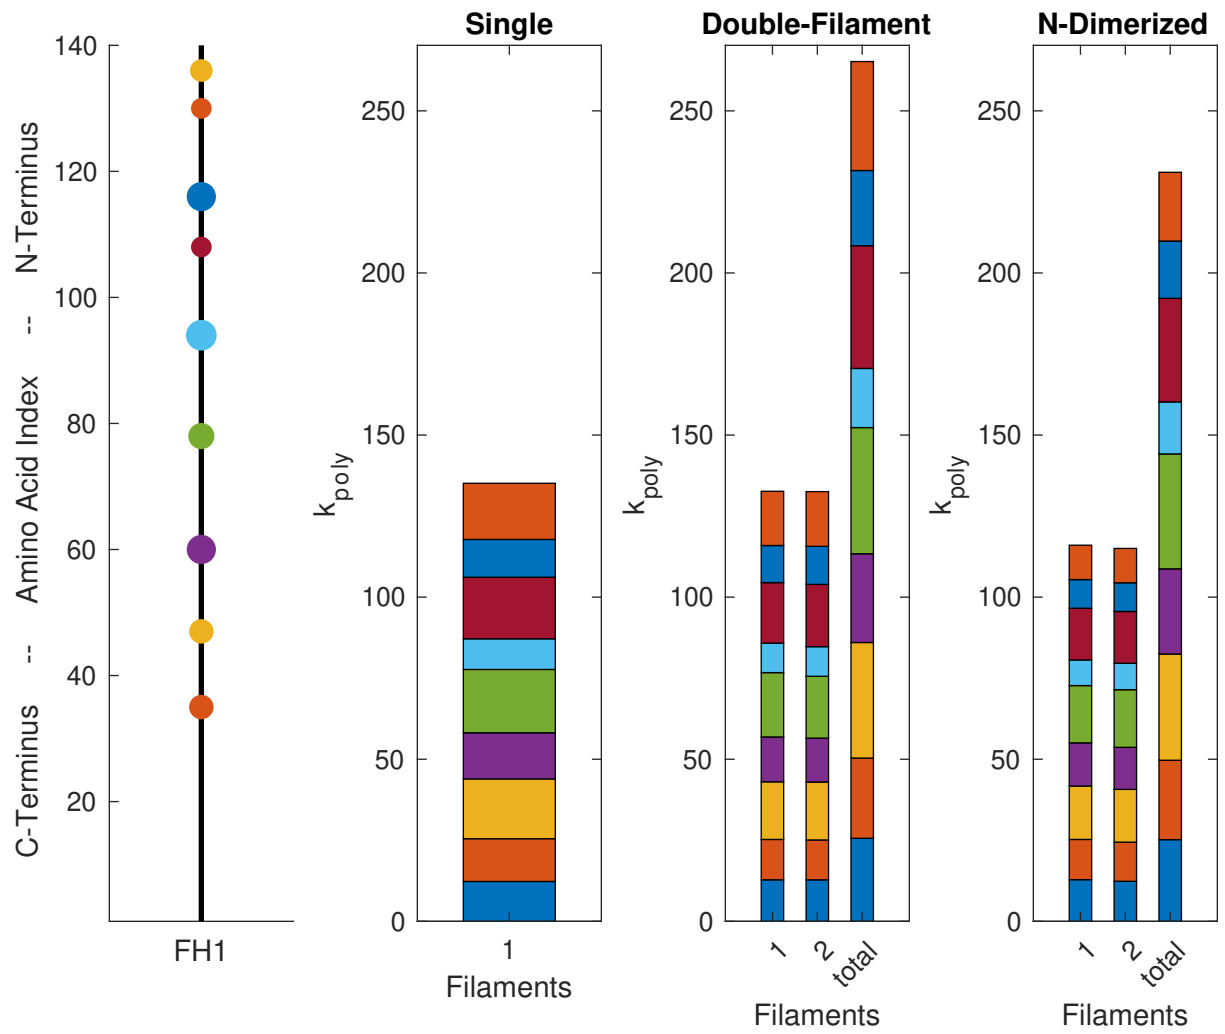 Single
Double-Filament
N-Dimerized
C-Terminus -- Amino Acid Index -- N-Terminus
140
120
100
80
60
40
20
FH1
k_poly
250
200
150
100
50
0
1
Filaments
k_poly
250
200
150
100
50
0
1
2
total
Filaments
k_poly
250
200
150
100
50
0
1
2
total
Filaments